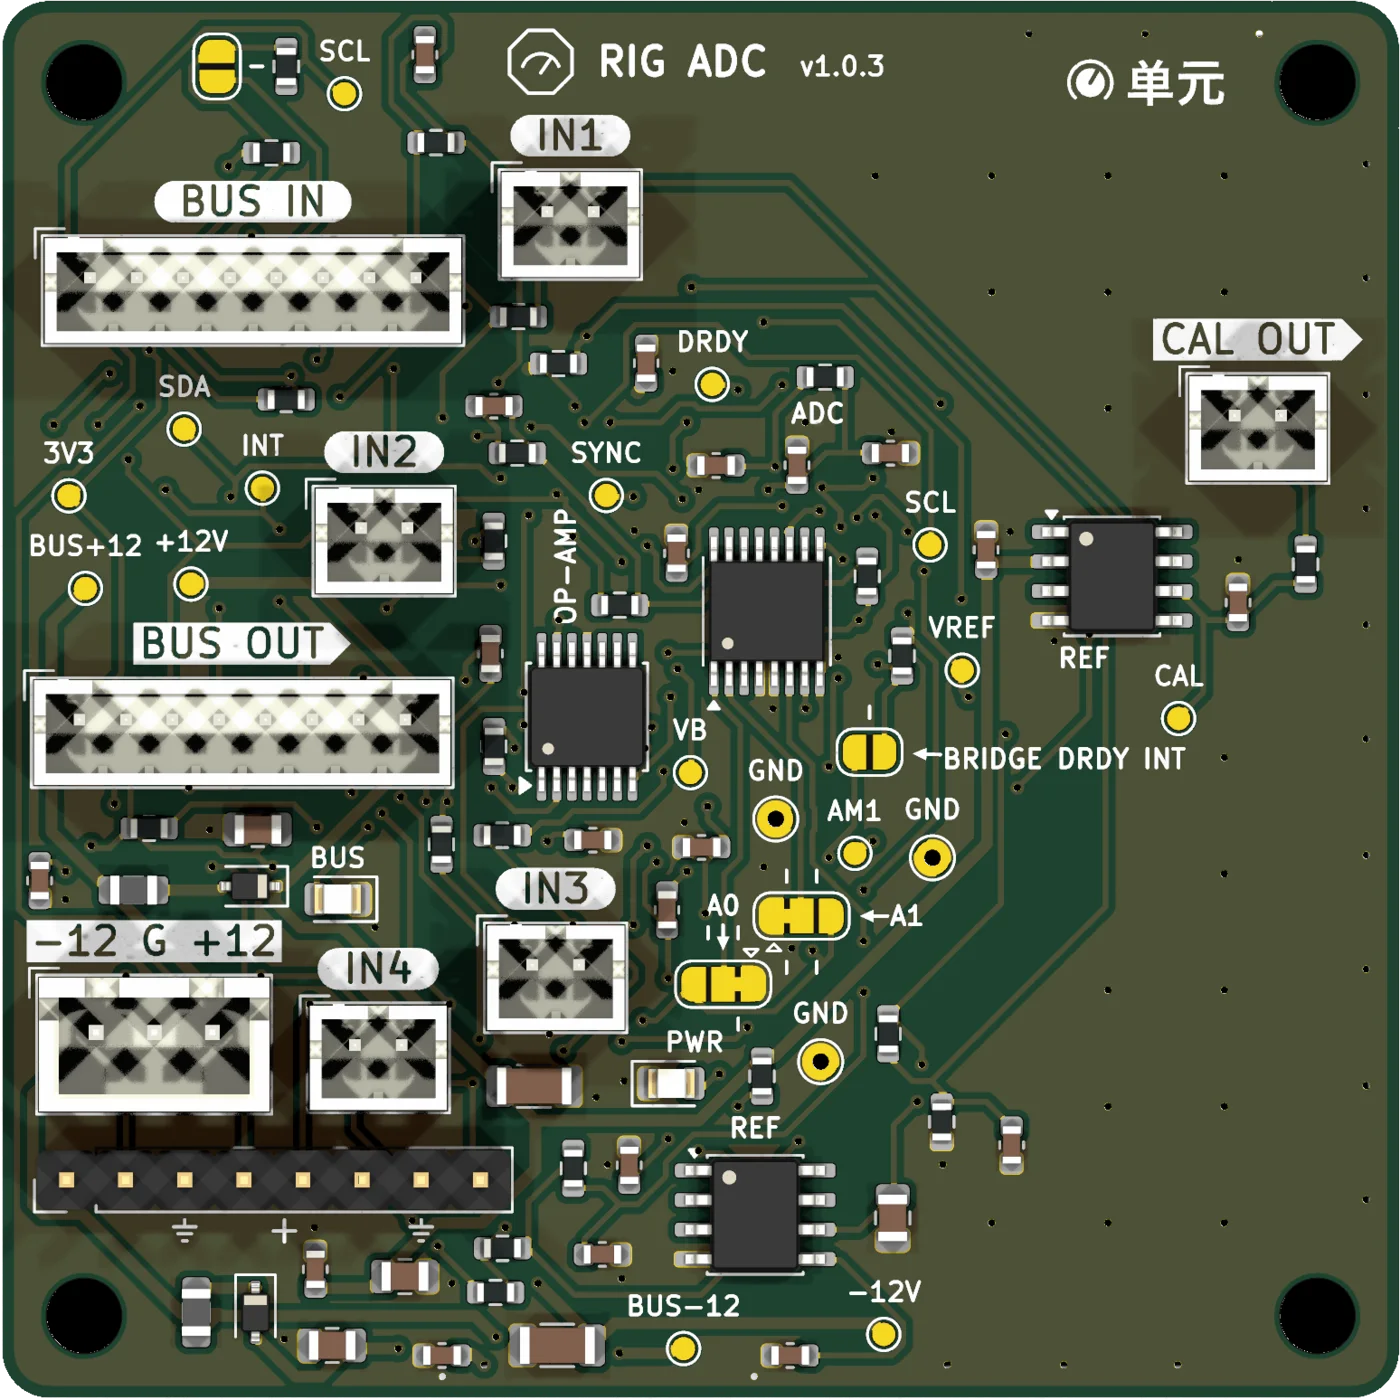 SCL
RIG ADC v1.0.3
单元
IN1
BUS IN
DRDY
CAL OUT
SDA
ADC
3V3
INT
IN2
SYNC
SCL
BUS+12
+12V
OP-AMP
BUS OUT
VREF
REF
CAL
VB
GND
←BRIDGE DRDY INT
AM1
GND
BUS
IN3
A0
←A1
-12 G +12
IN4
GND
PWR
REF
+
BUS-12
-12V